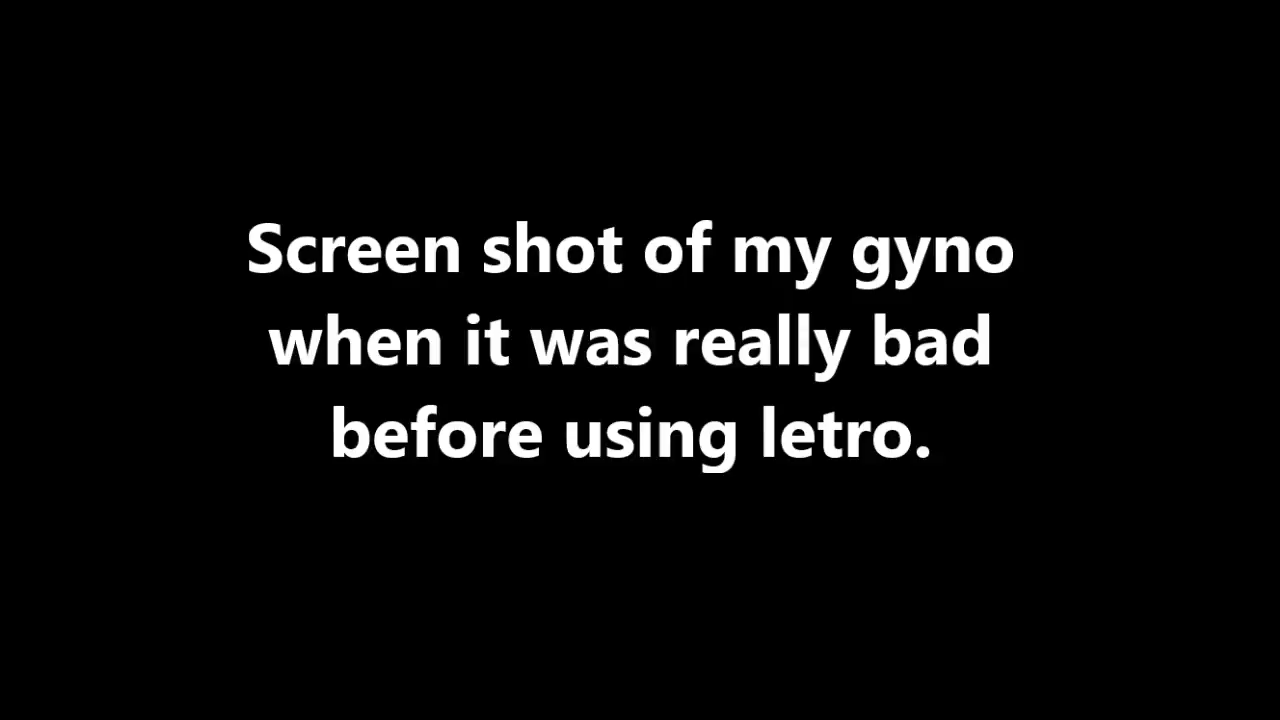 Screen shot of my gyno
when it was really bad
before using letro.